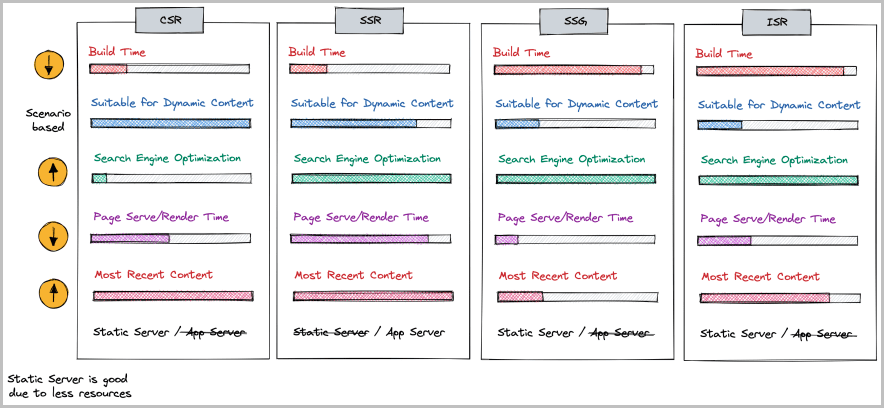 CSR
SSR
SSG
ISR
Build Time
Build Time
Build Time
Build Time
Scenario
based
Suitable for Dynamic Content
Suitable for Dynamic Content
Suitable for Dynamic Content
Suitable for Dynamic Content
Search Engine Optimization
Search Engine Optimization
Search Engine Optimization
Search Engine Optimization
Page Serve/Render Time
Page Serve/Render Time
Page Serve/Render Time
Page Serve/Render Time
Most Recent Content
Most Recent Content
Most Recent Content
Most Recent Content
Static Server / App Server
Static Server / App Server
Static Server / App Server
Static Server / App Server
Static Server is good
due to less resources